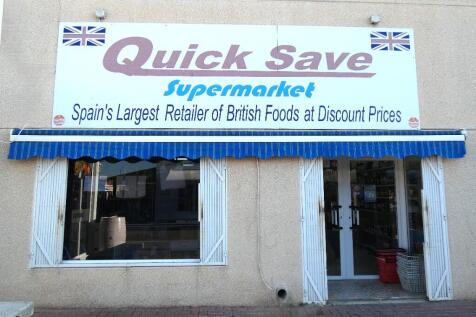 Quick Save
Supermarket
Spain's Largest Retailer of British Foods at Discount Prices